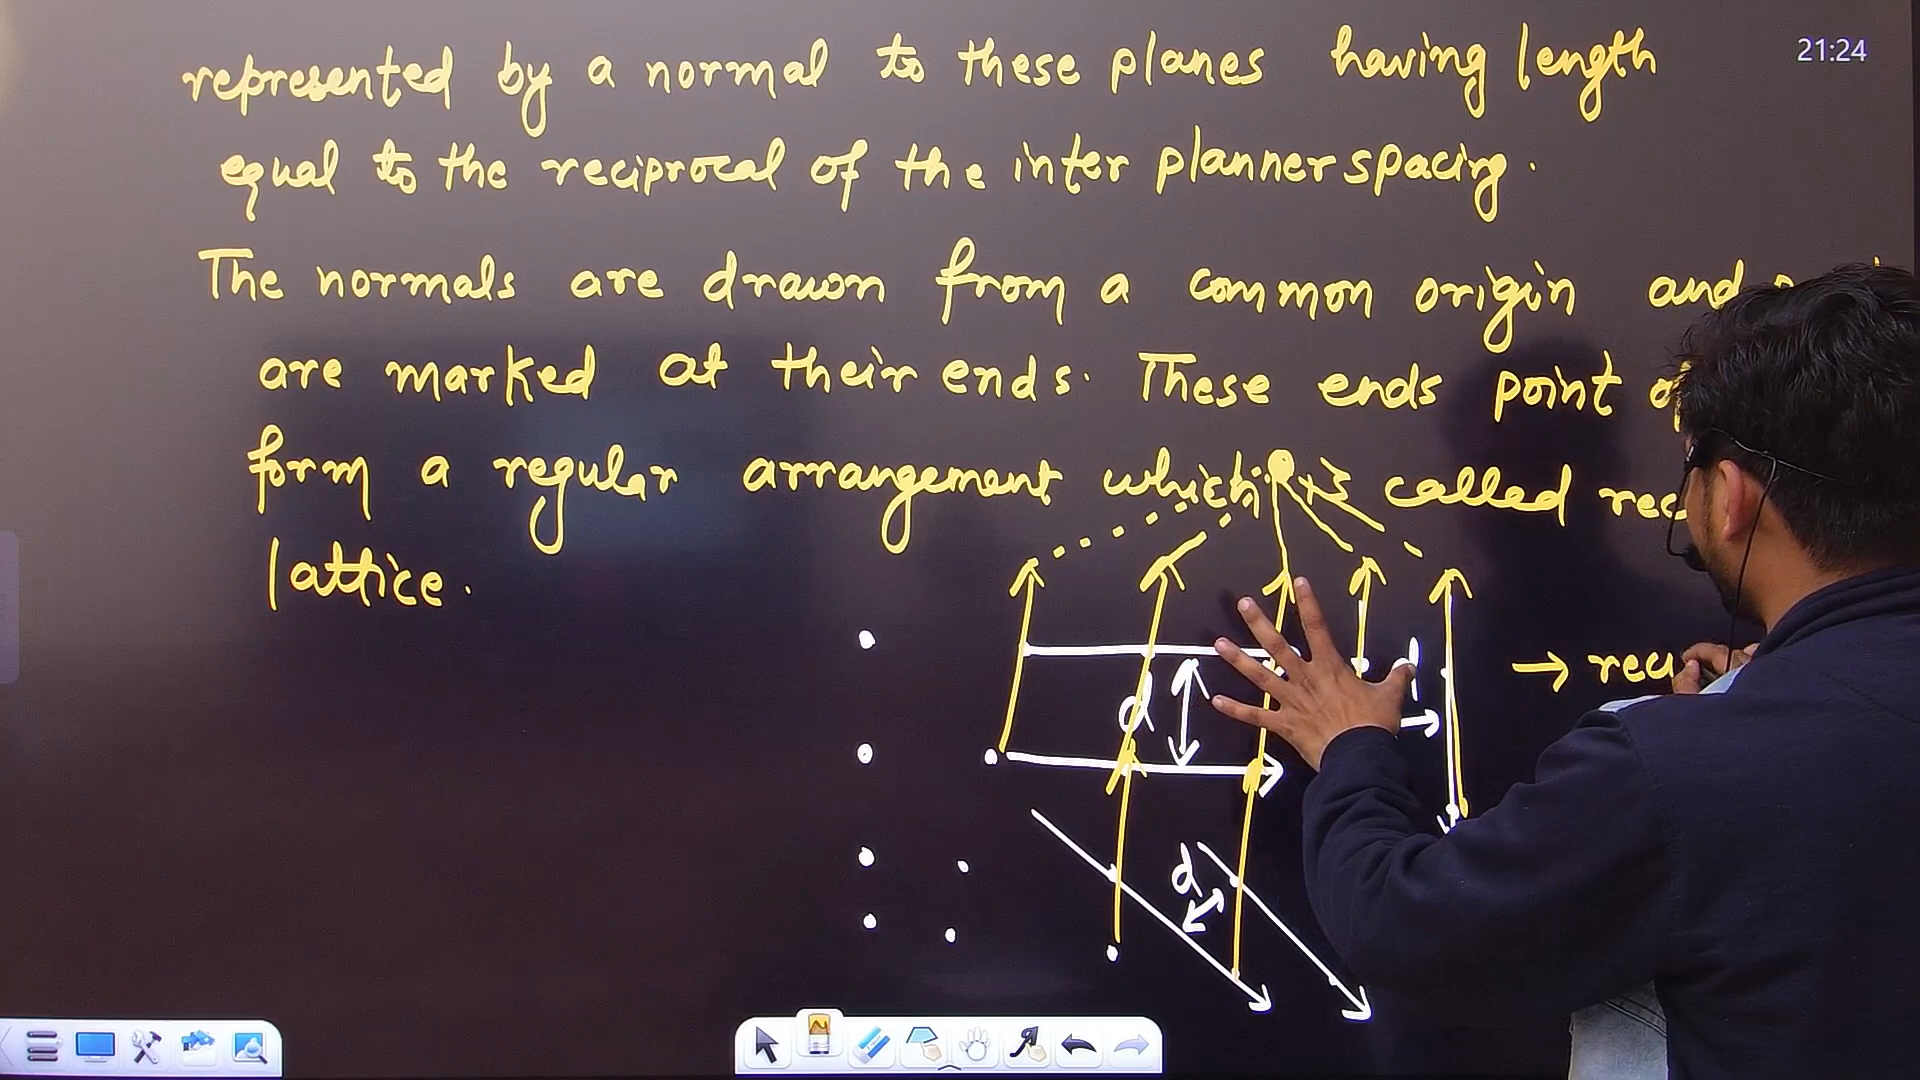 represented by a normal to these planes having length
21:24
equal to the reciprocal of the inter planner spacing.
The normals are drawn from a common origin and
are marked at their ends. These ends point
form a regular arrangement which is called
lattice.
d
d
→
d